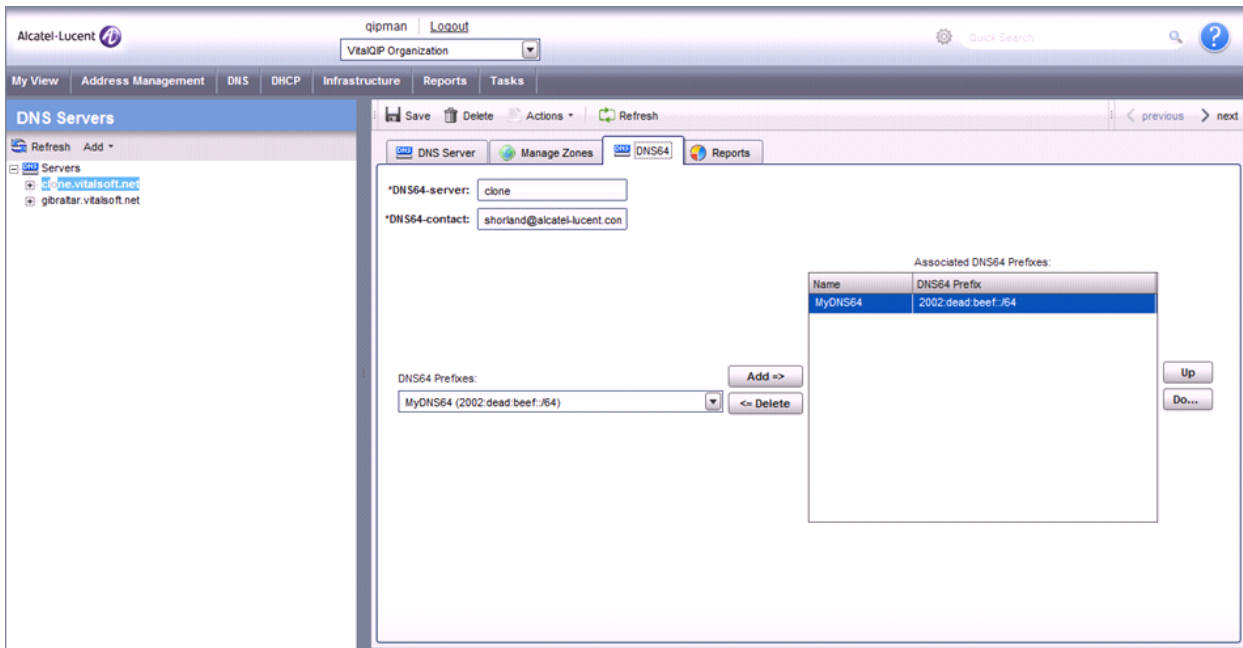 Alcatel-Lucent
qipman Logout
VitalQIP Organization
Quick Search
?
My View Address Management DNS DHCP Infrastructure Reports Tasks
DNS Servers
Refresh Add
Servers
clone.vitalsoft.net
gibraltar.vitalsoft.net
Save Delete Actions Refresh
previous next
DNS DNS Server Manage Zones DNS DNS64 Reports
*DNS64-server: clone
*DNS64-contact: shorland@alcatel-lucent.com
Associated DNS64 Prefixes:
Name DNS64 Prefix
MyDNS64 2002:dead:beef::/64
DNS64 Prefixes:
MyDNS64 (2002:dead:beef::/64)
Add =>
<= Delete
Up
Do...